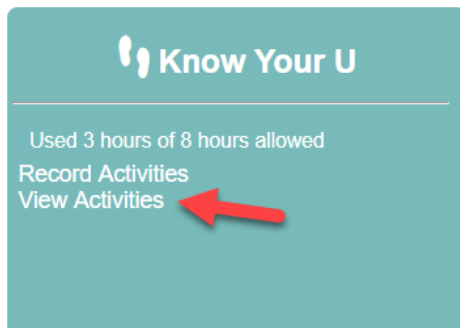 Know Your U
Used 3 hours of 8 hours allowed
Record Activities
View Activities